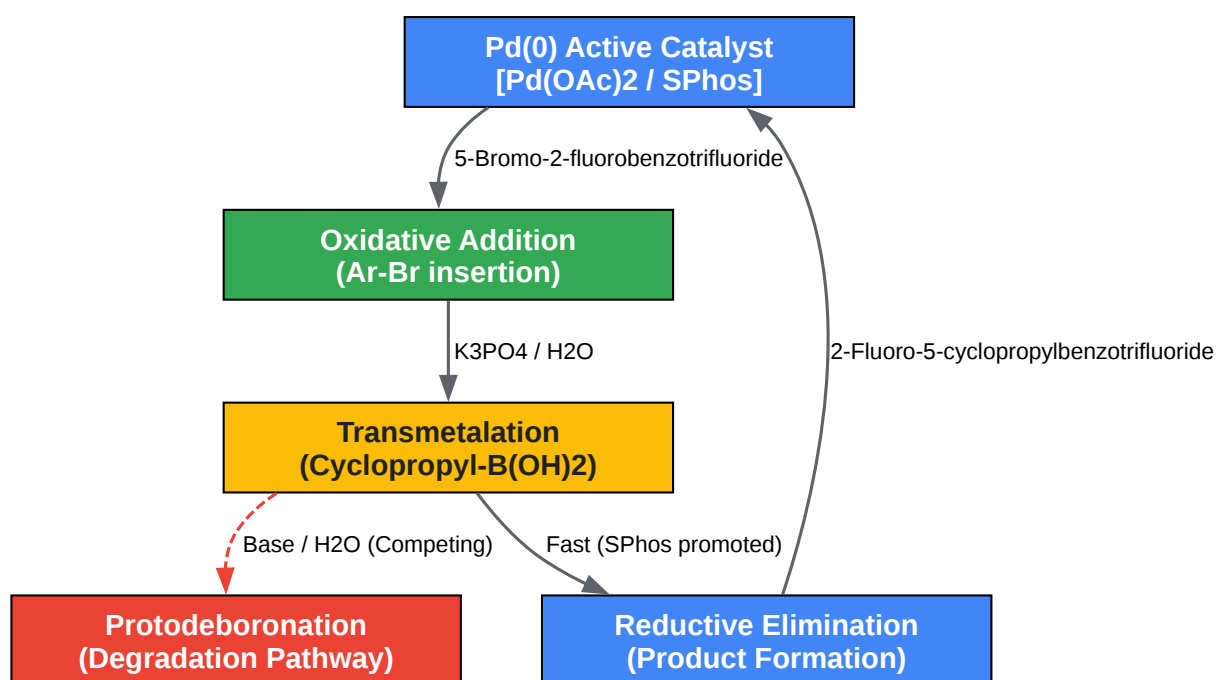 Pd(0) Active Catalyst
[Pd(OAc)2 / SPhos]
5-Bromo-2-fluorobenzotrifluoride
Oxidative Addition
(Ar-Br insertion)
K3PO4 / H2O
2-Fluoro-5-cyclopropylbenzotrifluoride
Transmetalation
(Cyclopropyl-B(OH)2)
Base / H2O (Competing)
Fast (SPhos promoted)
Protodeboronation
(Degradation Pathway)
Reductive Elimination
(Product Formation)